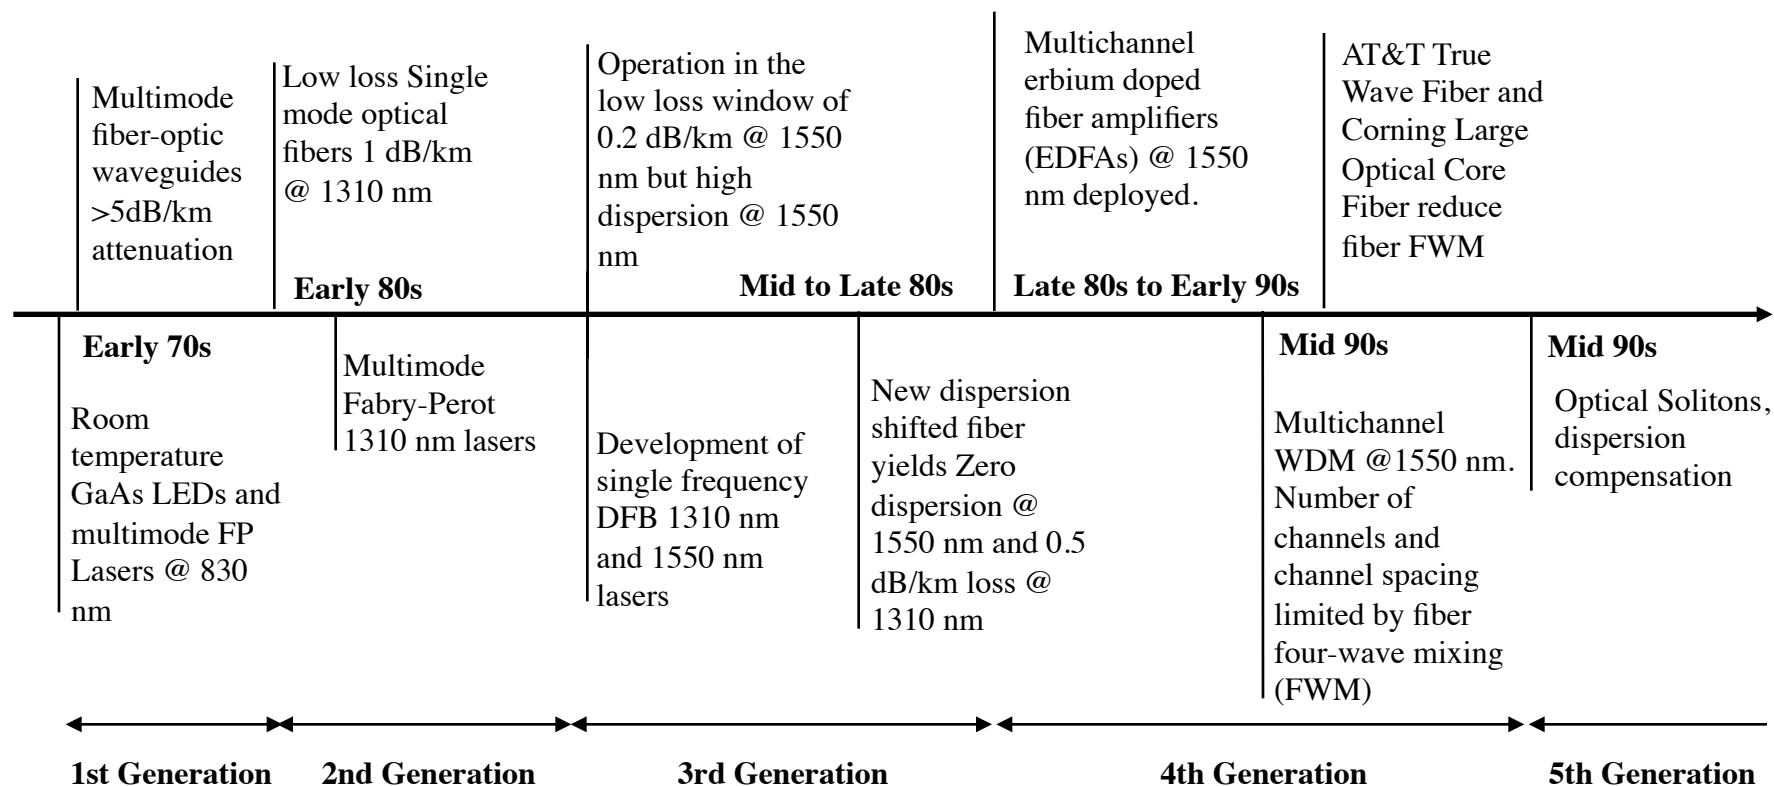 Multimode
fiber-optic
waveguides
>5dB/km
attenuation
Low loss Single
mode optical
fibers 1 dB/km
@ 1310 nm
Early 80s
Operation in the
low loss window of
0.2 dB/km @ 1550
nm but high
dispersion @ 1550
nm
Mid to Late 80s
Multichannel
erbium doped
fiber amplifiers
(EDFAs) @ 1550
nm deployed.
Late 80s to Early 90s
AT&T True
Wave Fiber and
Corning Large
Optical Core
Fiber reduce
fiber FWM
Early 70s
Room
temperature
GaAs LEDs and
multimode FP
Lasers @ 830
nm
Multimode
Fabry-Perot
1310 nm lasers
Development of
single frequency
DFB 1310 nm
and 1550 nm
lasers
New dispersion
shifted fiber
yields Zero
dispersion @
1550 nm and 0.5
dB/km loss @
1310 nm
Mid 90s
Multichannel
WDM @1550 nm.
Number of
channels and
channel spacing
limited by fiber
four-wave mixing
(FWM)
Mid 90s
Optical Solitons,
dispersion
compensation
1st Generation
2nd Generation
3rd Generation
4th Generation
5th Generation